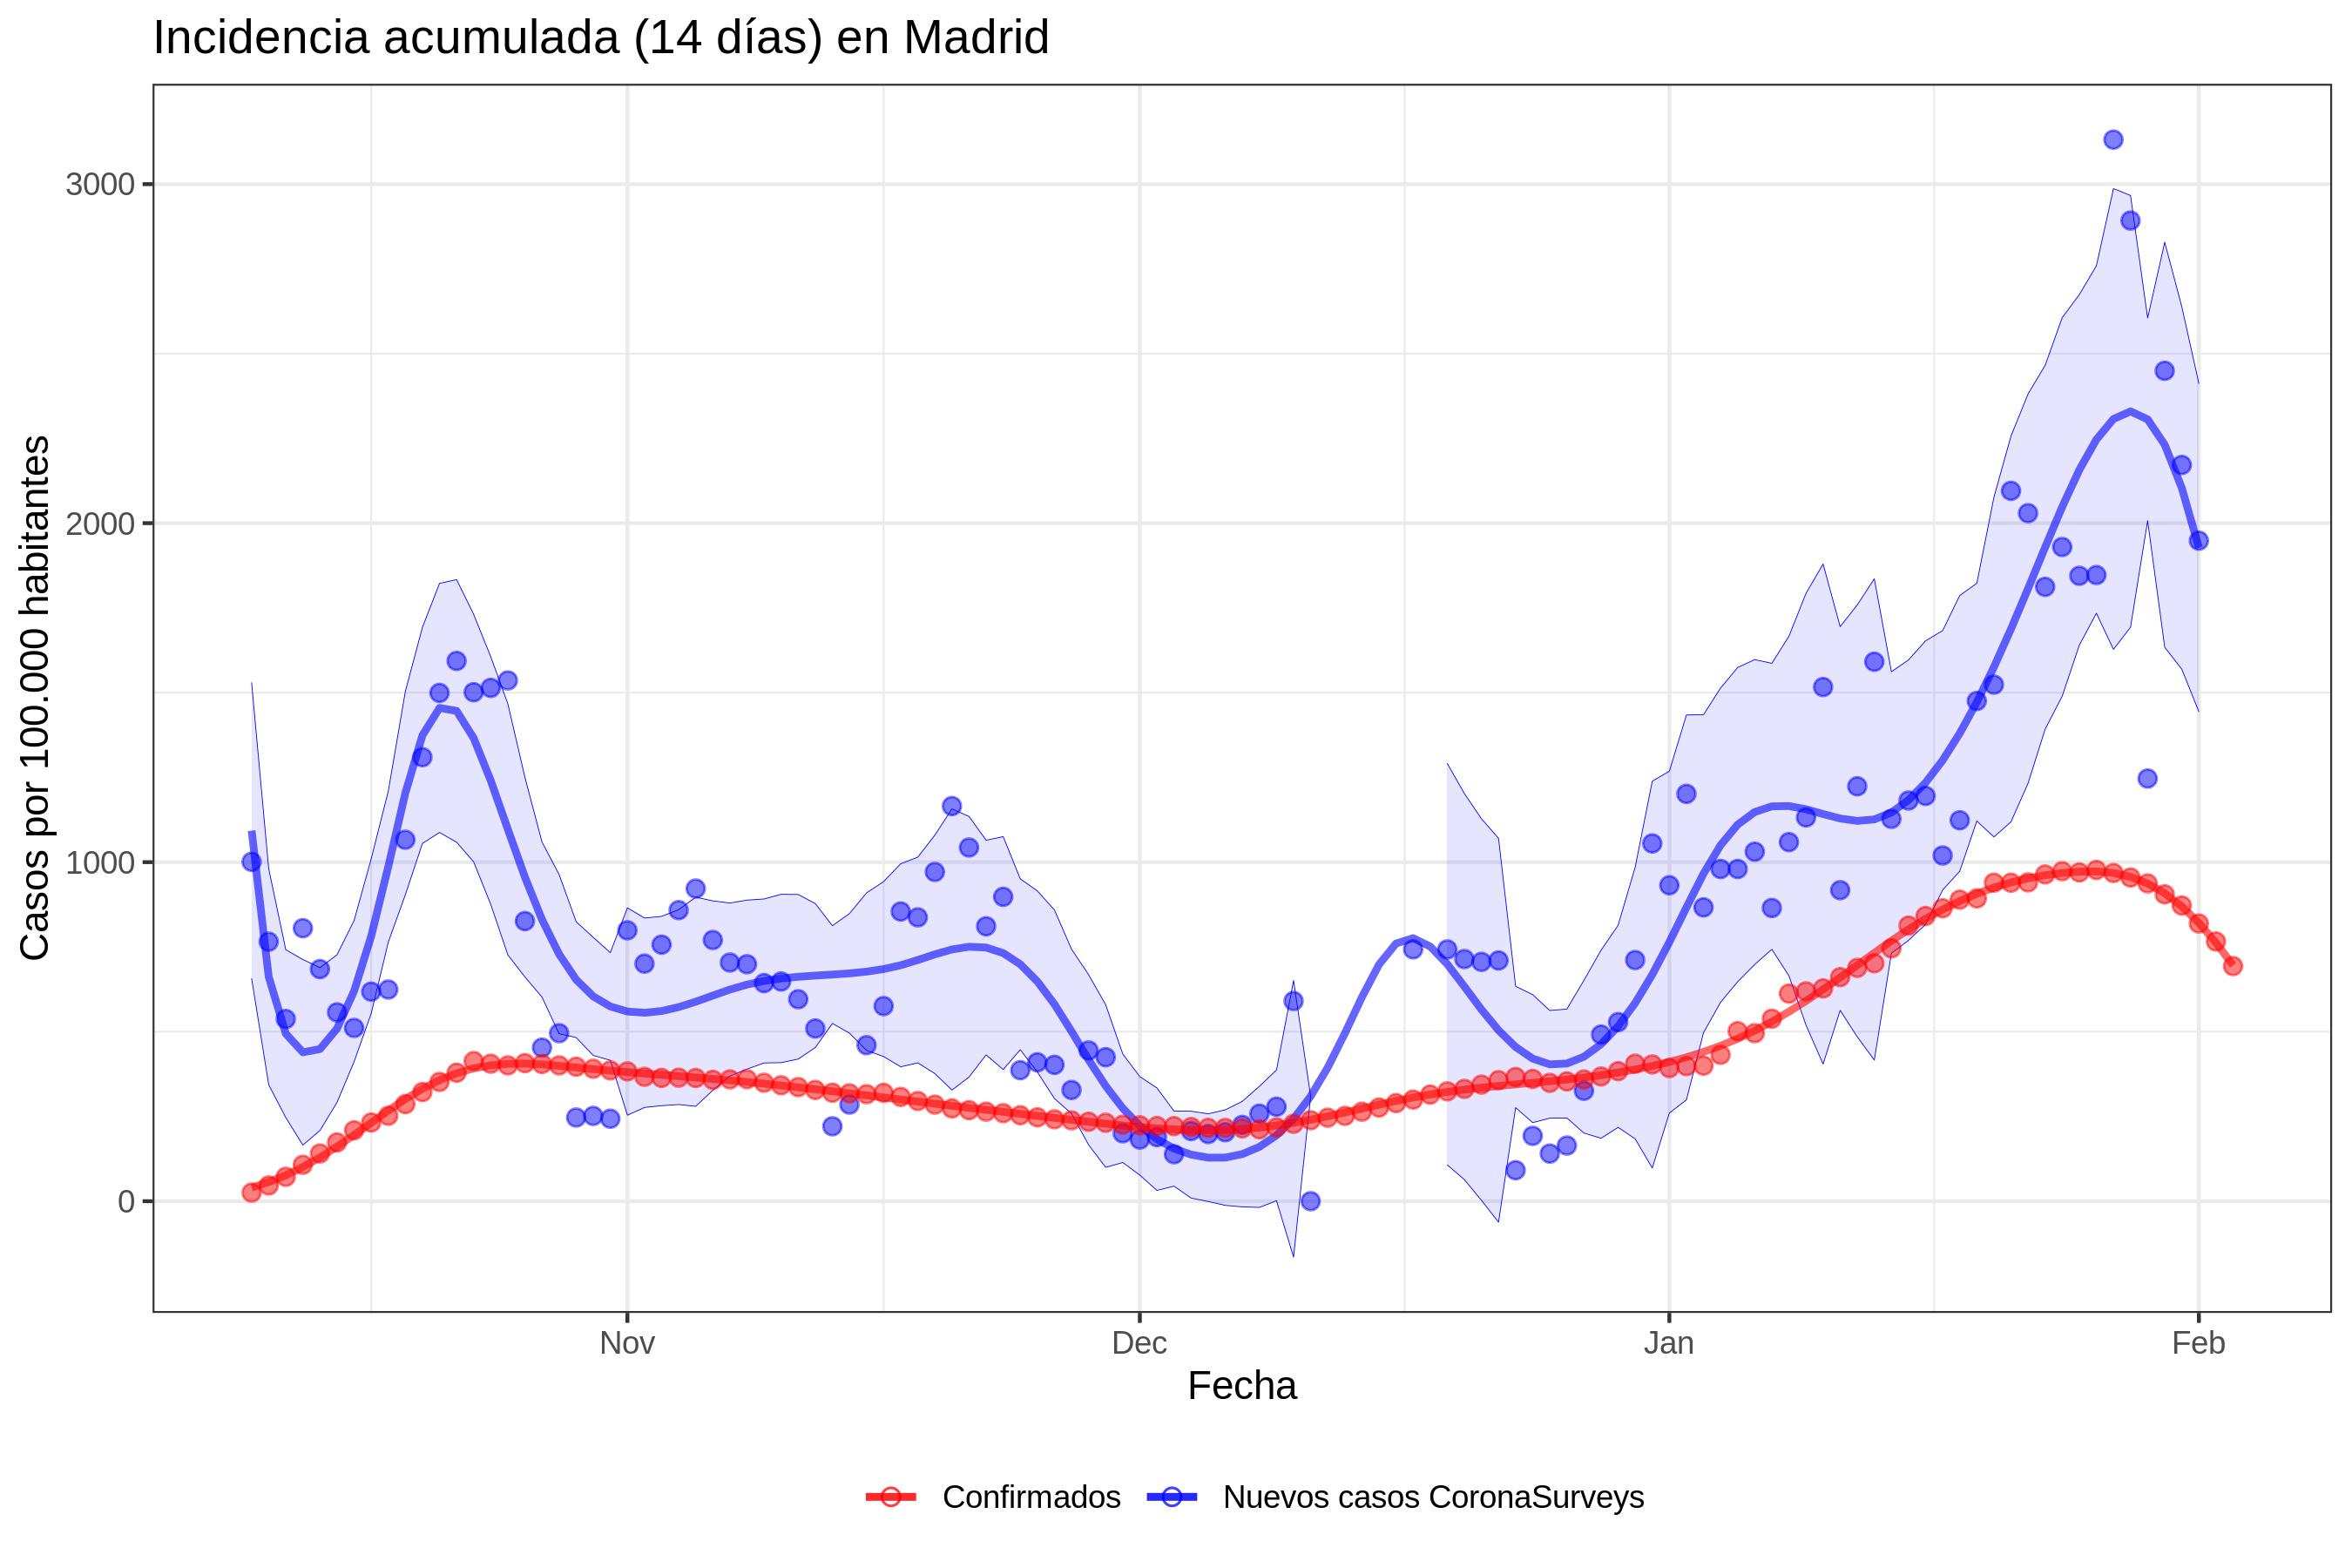 Incidencia acumulada (14 días) en Madrid
Casos por 100.000 habitantes
3000
2000
1000
0
Nov Dec Jan Feb
Fecha
Confirmados Nuevos casos CoronaSurveys